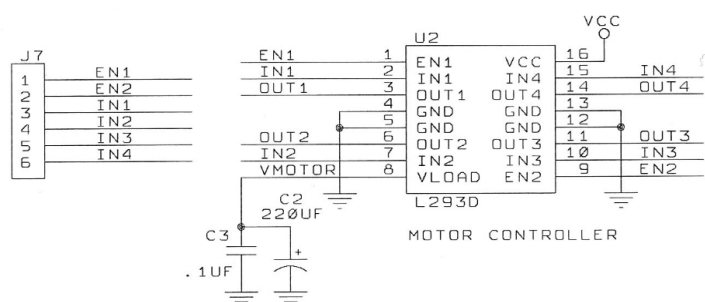 VCC
U2
J7
EN1 1 EN1 VCC 16
IN1 2 IN1 IN4 15 IN4
OUT1 3 OUT1 OUT4 14 OUT4
4 GND GND 13
5 GND GND 12
OUT2 6 OUT2 OUT3 11 OUT3
IN2 7 IN2 IN3 10 IN3
VMOTOR 8 VLOAD EN2 9 EN2
1 EN1
2 EN2
3 IN1
4 IN2
5 IN3
6 IN4
L293D
C2
220UF
MOTOR CONTROLLER
C3
+
.1UF